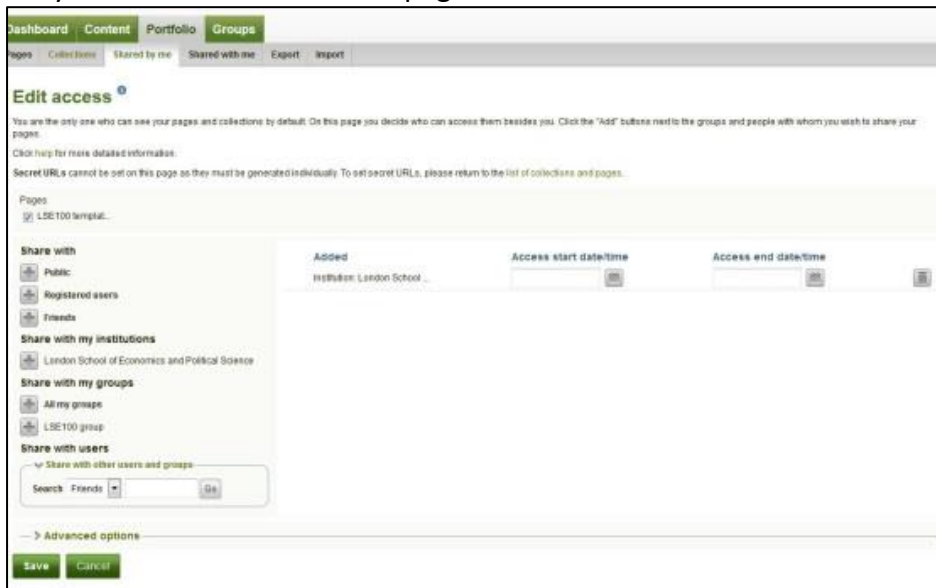 Dashboard Content Portfolio Groups
Pages Collections Shared by me Shared with me Export Import
Edit access
You are the only one who can see your pages and collections by default. On this page you decide who can access them besides you. Click the "Add" buttons next to the groups and people with whom you wish to share your
pages.
Click help for more detailed information.
Secret URLs cannot be set on this page as they must be generated individually. To set secret URLs, please return to the list of collections and pages.
Pages
LSE100 templat...
Share with
Added Access start date/time Access end date/time
Public
Institution: London School ...
Registered users
Friends
Share with my institutions
London School of Economics and Political Science
Share with my groups
All my groups
LSE100 group
Share with users
Share with other users and groups
Search Friends Go
Advanced options
Save Cancel